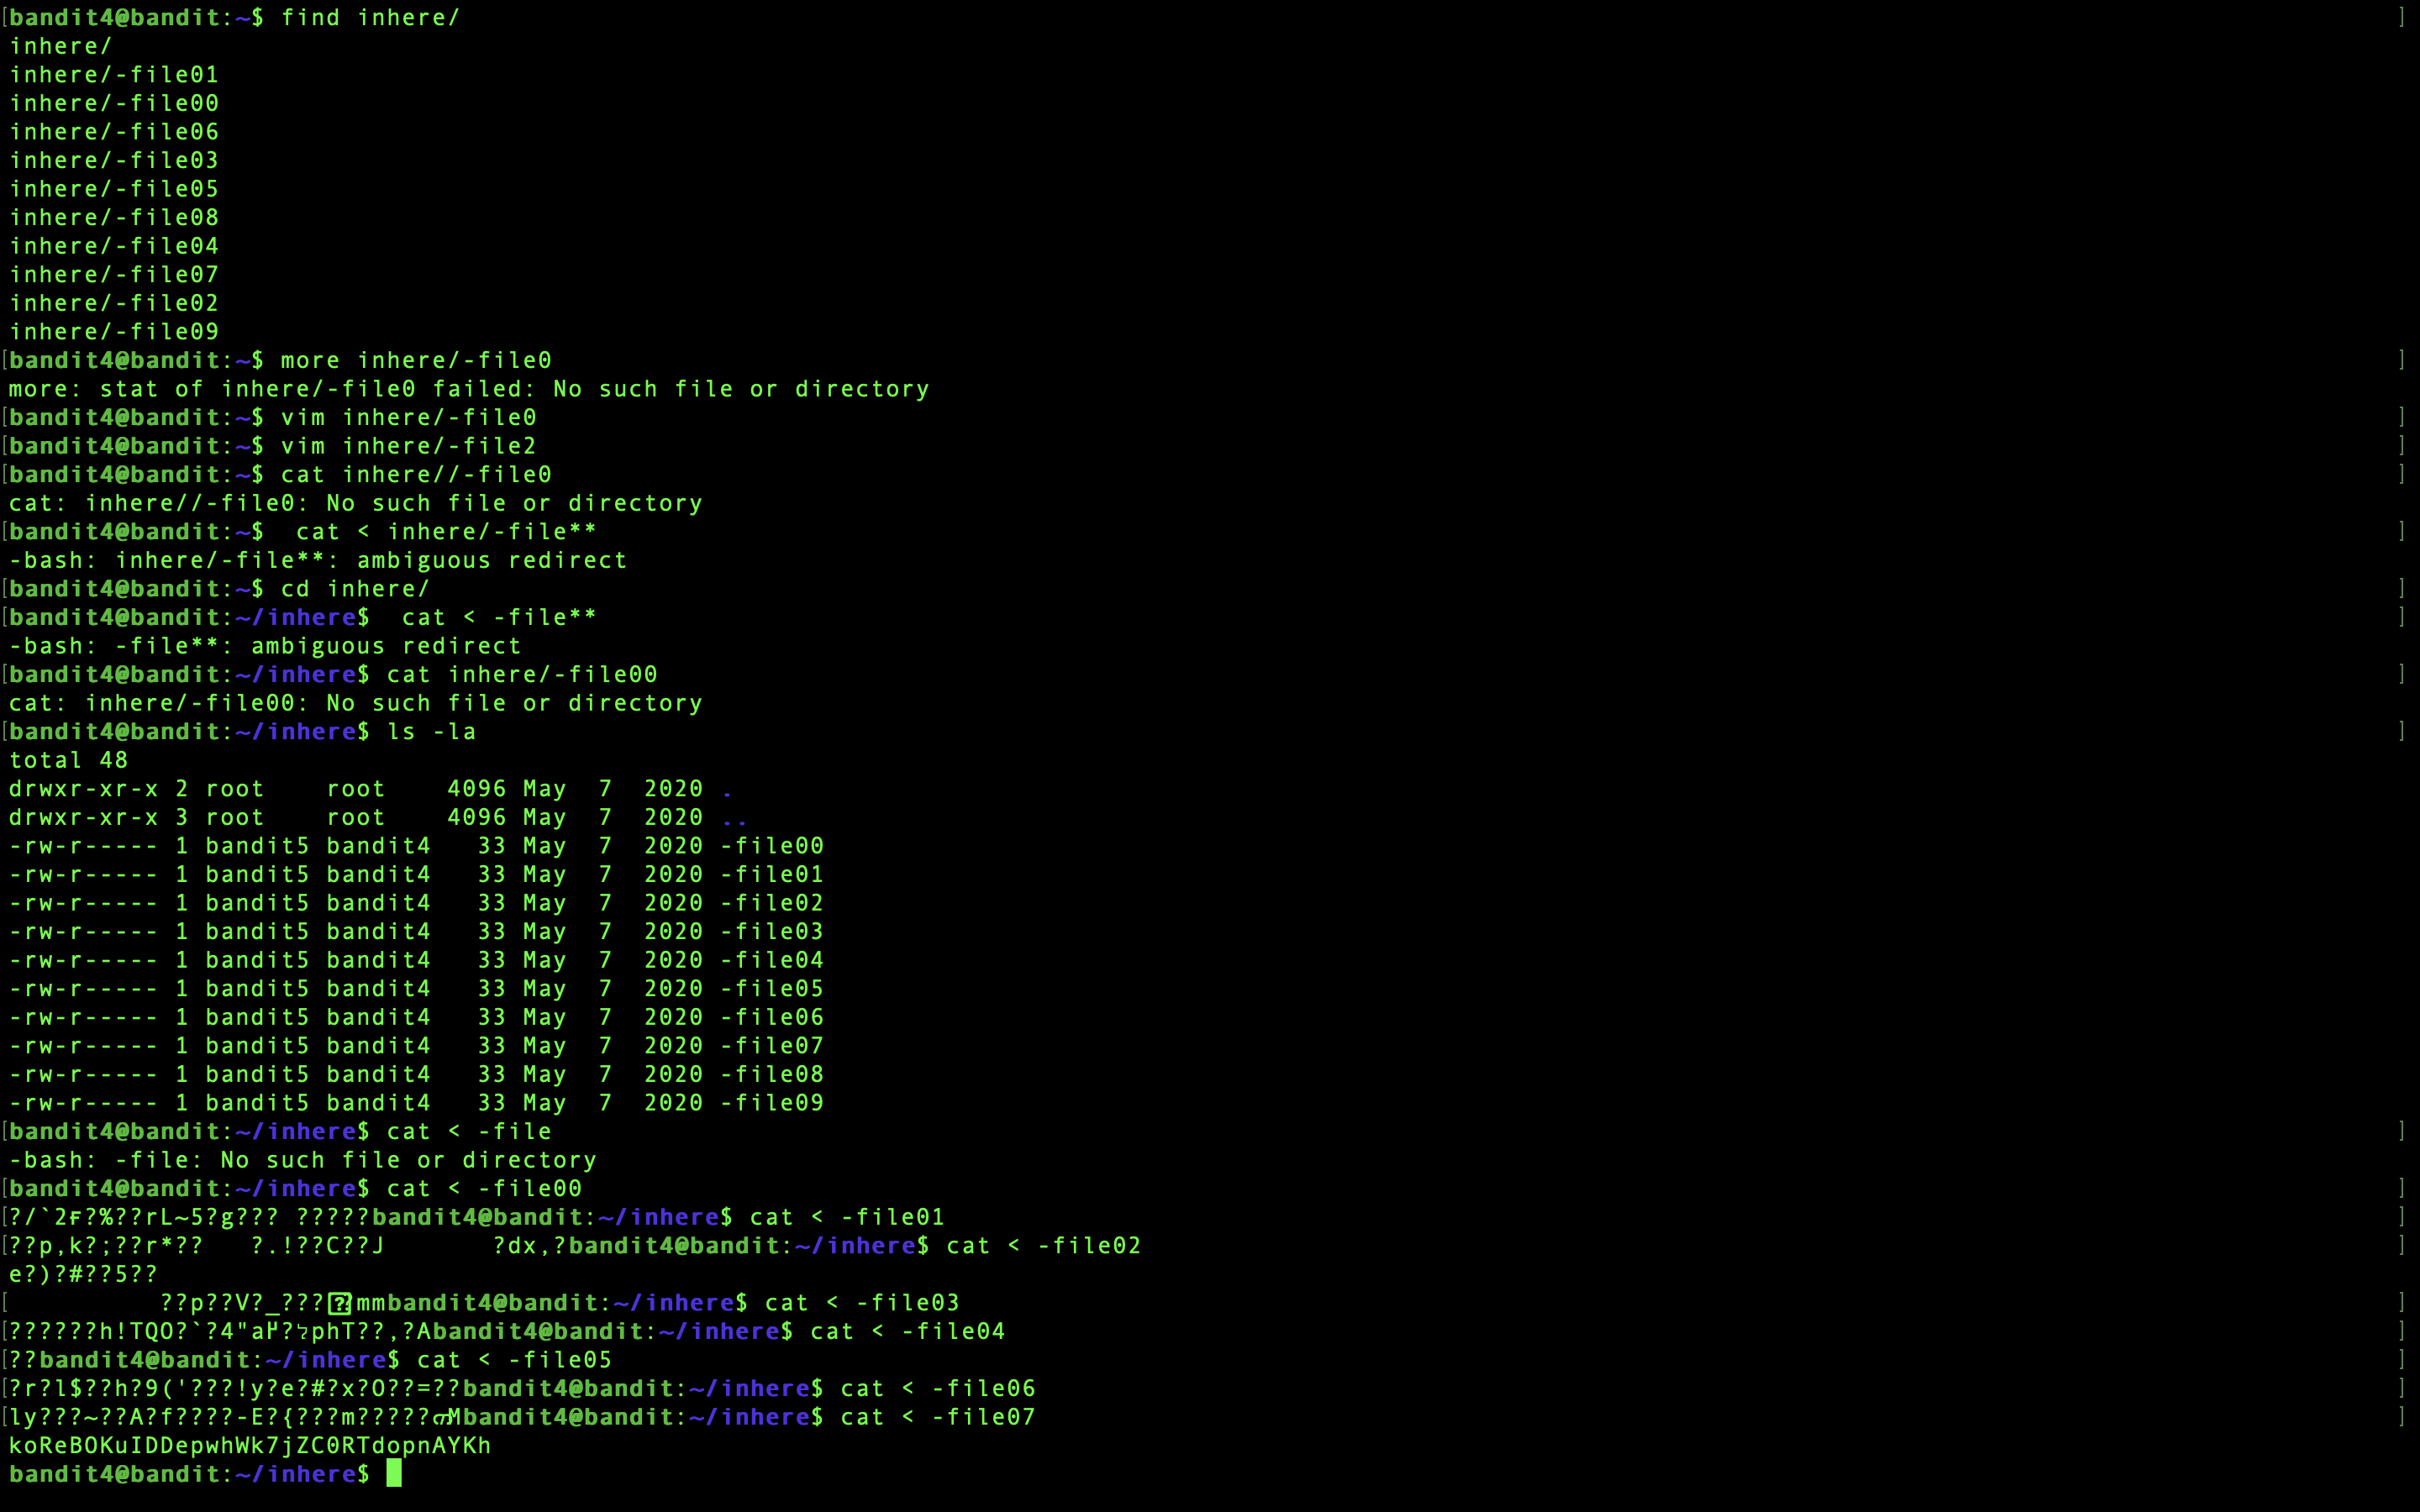 [bandit4@bandit:~$ find inhere/ ]
inhere/
inhere/-file01
inhere/-file00
inhere/-file06
inhere/-file03
inhere/-file05
inhere/-file08
inhere/-file04
inhere/-file07
inhere/-file02
inhere/-file09
[bandit4@bandit:~$ more inhere/-file0 ]
more: stat of inhere/-file0 failed: No such file or directory
[bandit4@bandit:~$ vim inhere/-file0 ]
[bandit4@bandit:~$ vim inhere/-file2 ]
[bandit4@bandit:~$ cat inhere//-file0 ]
cat: inhere//-file0: No such file or directory
[bandit4@bandit:~$  cat < inhere/-file** ]
-bash: inhere/-file**: ambiguous redirect
[bandit4@bandit:~$ cd inhere/ ]
[bandit4@bandit:~/inhere$  cat < -file** ]
-bash: -file**: ambiguous redirect
[bandit4@bandit:~/inhere$ cat inhere/-file00 ]
cat: inhere/-file00: No such file or directory
[bandit4@bandit:~/inhere$ ls -la ]
total 48
drwxr-xr-x 2 root    root    4096 May  7  2020 .
drwxr-xr-x 3 root    root    4096 May  7  2020 ..
-rw-r----- 1 bandit5 bandit4   33 May  7  2020 -file00
-rw-r----- 1 bandit5 bandit4   33 May  7  2020 -file01
-rw-r----- 1 bandit5 bandit4   33 May  7  2020 -file02
-rw-r----- 1 bandit5 bandit4   33 May  7  2020 -file03
-rw-r----- 1 bandit5 bandit4   33 May  7  2020 -file04
-rw-r----- 1 bandit5 bandit4   33 May  7  2020 -file05
-rw-r----- 1 bandit5 bandit4   33 May  7  2020 -file06
-rw-r----- 1 bandit5 bandit4   33 May  7  2020 -file07
-rw-r----- 1 bandit5 bandit4   33 May  7  2020 -file08
-rw-r----- 1 bandit5 bandit4   33 May  7  2020 -file09
[bandit4@bandit:~/inhere$ cat < -file ]
-bash: -file: No such file or directory
[bandit4@bandit:~/inhere$ cat < -file00 ]
[?/`2ғ?%??rL~5?g??? ?????bandit4@bandit:~/inhere$ cat < -file01 ]
[??p,k?;??r*??   ?.!??C??J       ?dx,?bandit4@bandit:~/inhere$ cat < -file02 ]
e?)?#??5??
[          ??p??V?_???mmbandit4@bandit:~/inhere$ cat < -file03 ]
[??????h!TQO?`?4"a?phT??,?Abandit4@bandit:~/inhere$ cat < -file04 ]
[??bandit4@bandit:~/inhere$ cat < -file05 ]
[?r?l$??h?9('???!y?e?#?x?O??=??bandit4@bandit:~/inhere$ cat < -file06 ]
[ly???~??A?f????-E?{???m?????Mbandit4@bandit:~/inhere$ cat < -file07 ]
koReBOKuIDDepwhWk7jZC0RTdopnAYKh
bandit4@bandit:~/inhere$